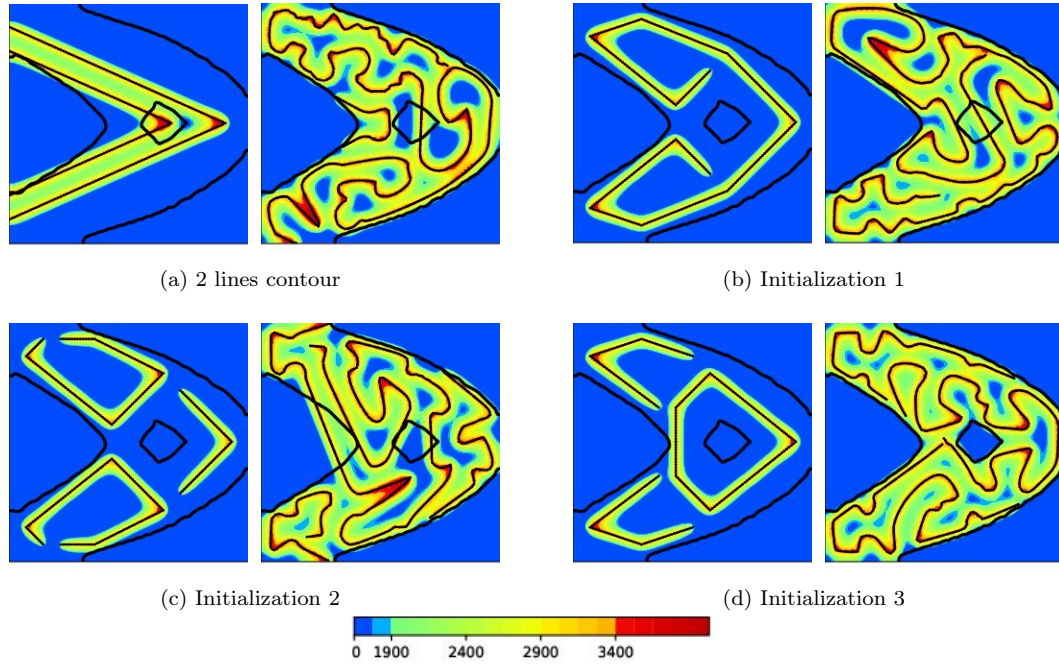 (a) 2 lines contour
(b) Initialization 1
(c) Initialization 2
(d) Initialization 3
0 1900 2400 2900 3400